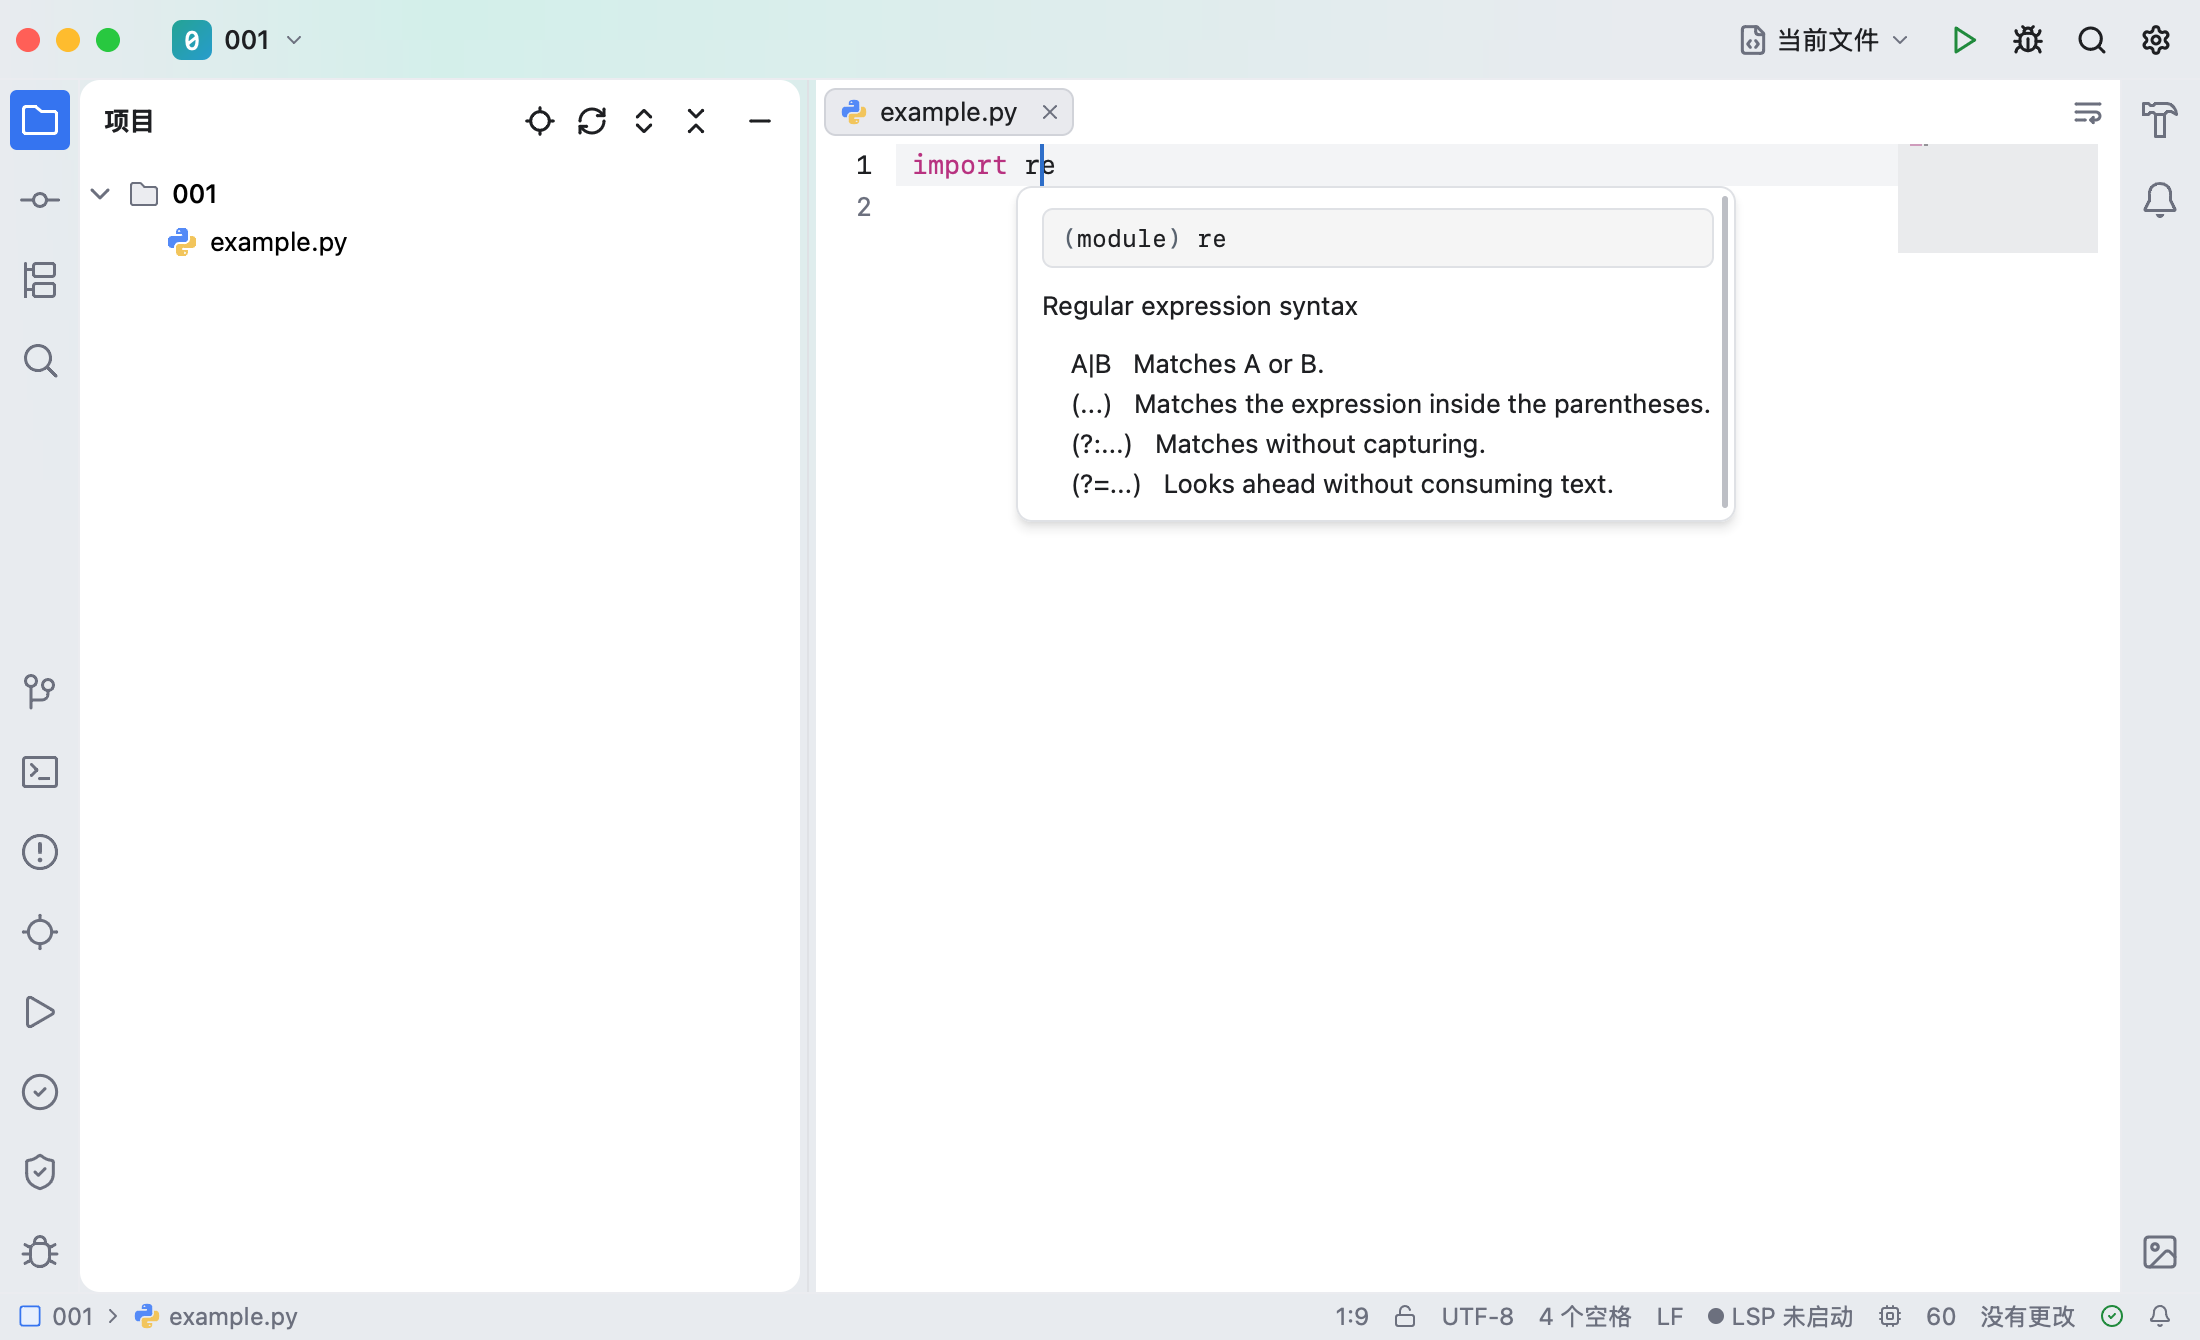 0 001 当前文件
项目
001
example.py
example.py
1 import re
2
(module) re
Regular expression syntax
A|B Matches A or B.
(...) Matches the expression inside the parentheses.
(?:...) Matches without capturing.
(?=...) Looks ahead without consuming text.
001 example.py 1:9 UTF-8 4 个空格 LF LSP 未启动 60 没有更改